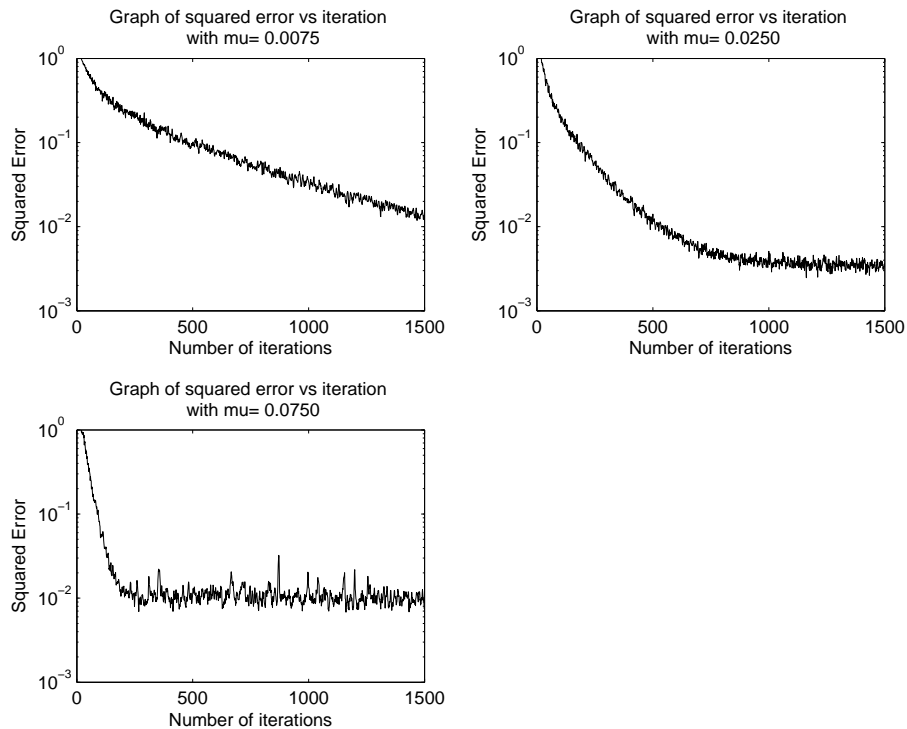 Graph of squared error vs iteration
with mu= 0.0075
10^0
10^−1
10^−2
10^−3
Squared Error
0 500 1000 1500
Number of iterations
Graph of squared error vs iteration
with mu= 0.0250
10^0
10^−1
10^−2
10^−3
Squared Error
0 500 1000 1500
Number of iterations
Graph of squared error vs iteration
with mu= 0.0750
10^0
10^−1
10^−2
10^−3
Squared Error
0 500 1000 1500
Number of iterations